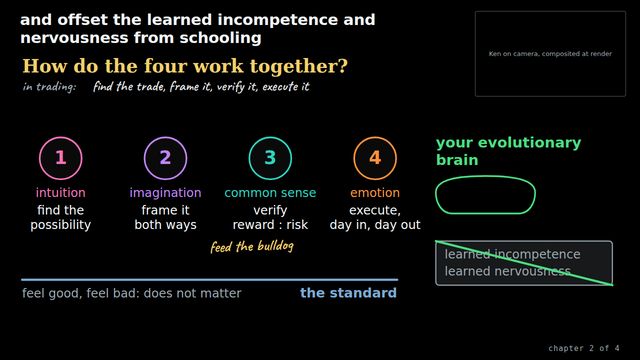 and offset the learned incompetence and
nervousness from schooling
How do the four work together?
in trading: find the trade, frame it, verify it, execute it
Ken on camera, composited at render
1
intuition
find the
possibility
2
imagination
frame it
both ways
3
common sense
verify
reward : risk
4
emotion
execute,
day in, day out
feed the bulldog
your evolutionary
brain
learned incompetence
learned nervousness
feel good, feel bad: does not matter
the standard
chapter 2 of 4